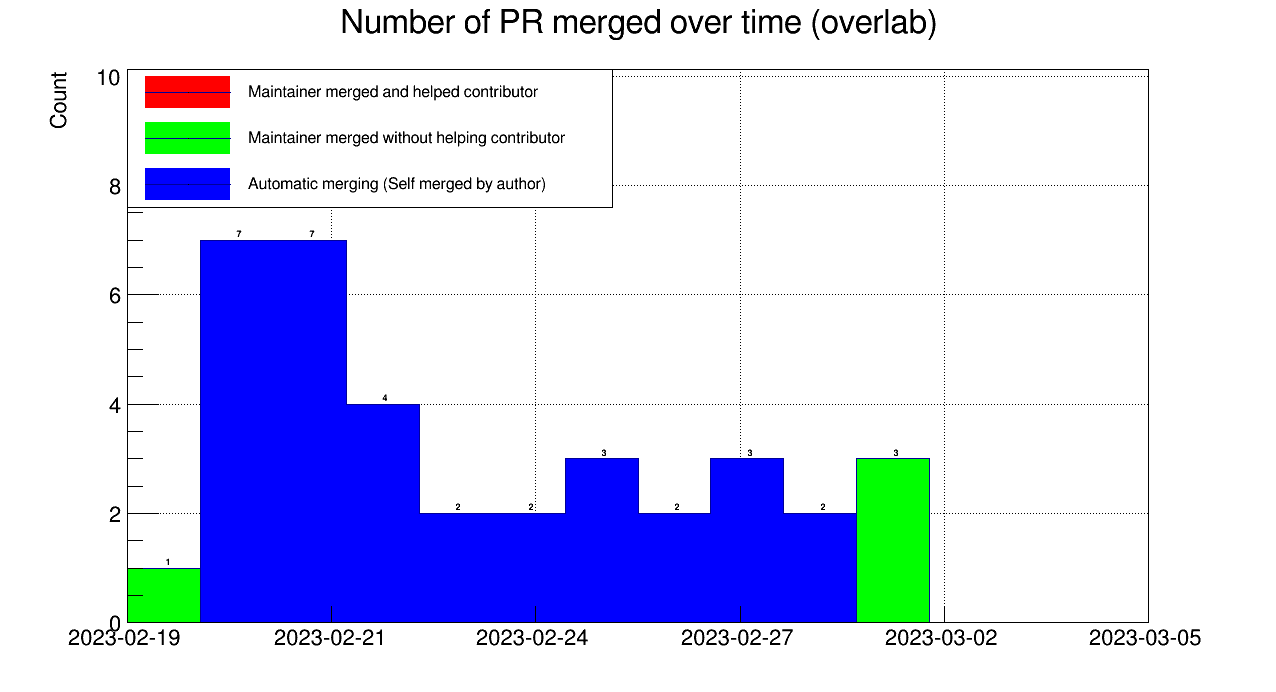 Number of PR merged over time (overlab)
Count
10
Maintainer merged and helped contributor
Maintainer merged without helping contributor
8
Automatic merging (Self merged by author)
7 7
6
4
4
3 3 3
2 2 2 2
2
1
0
2023-02-19 2023-02-21 2023-02-24 2023-02-27 2023-03-02 2023-03-05